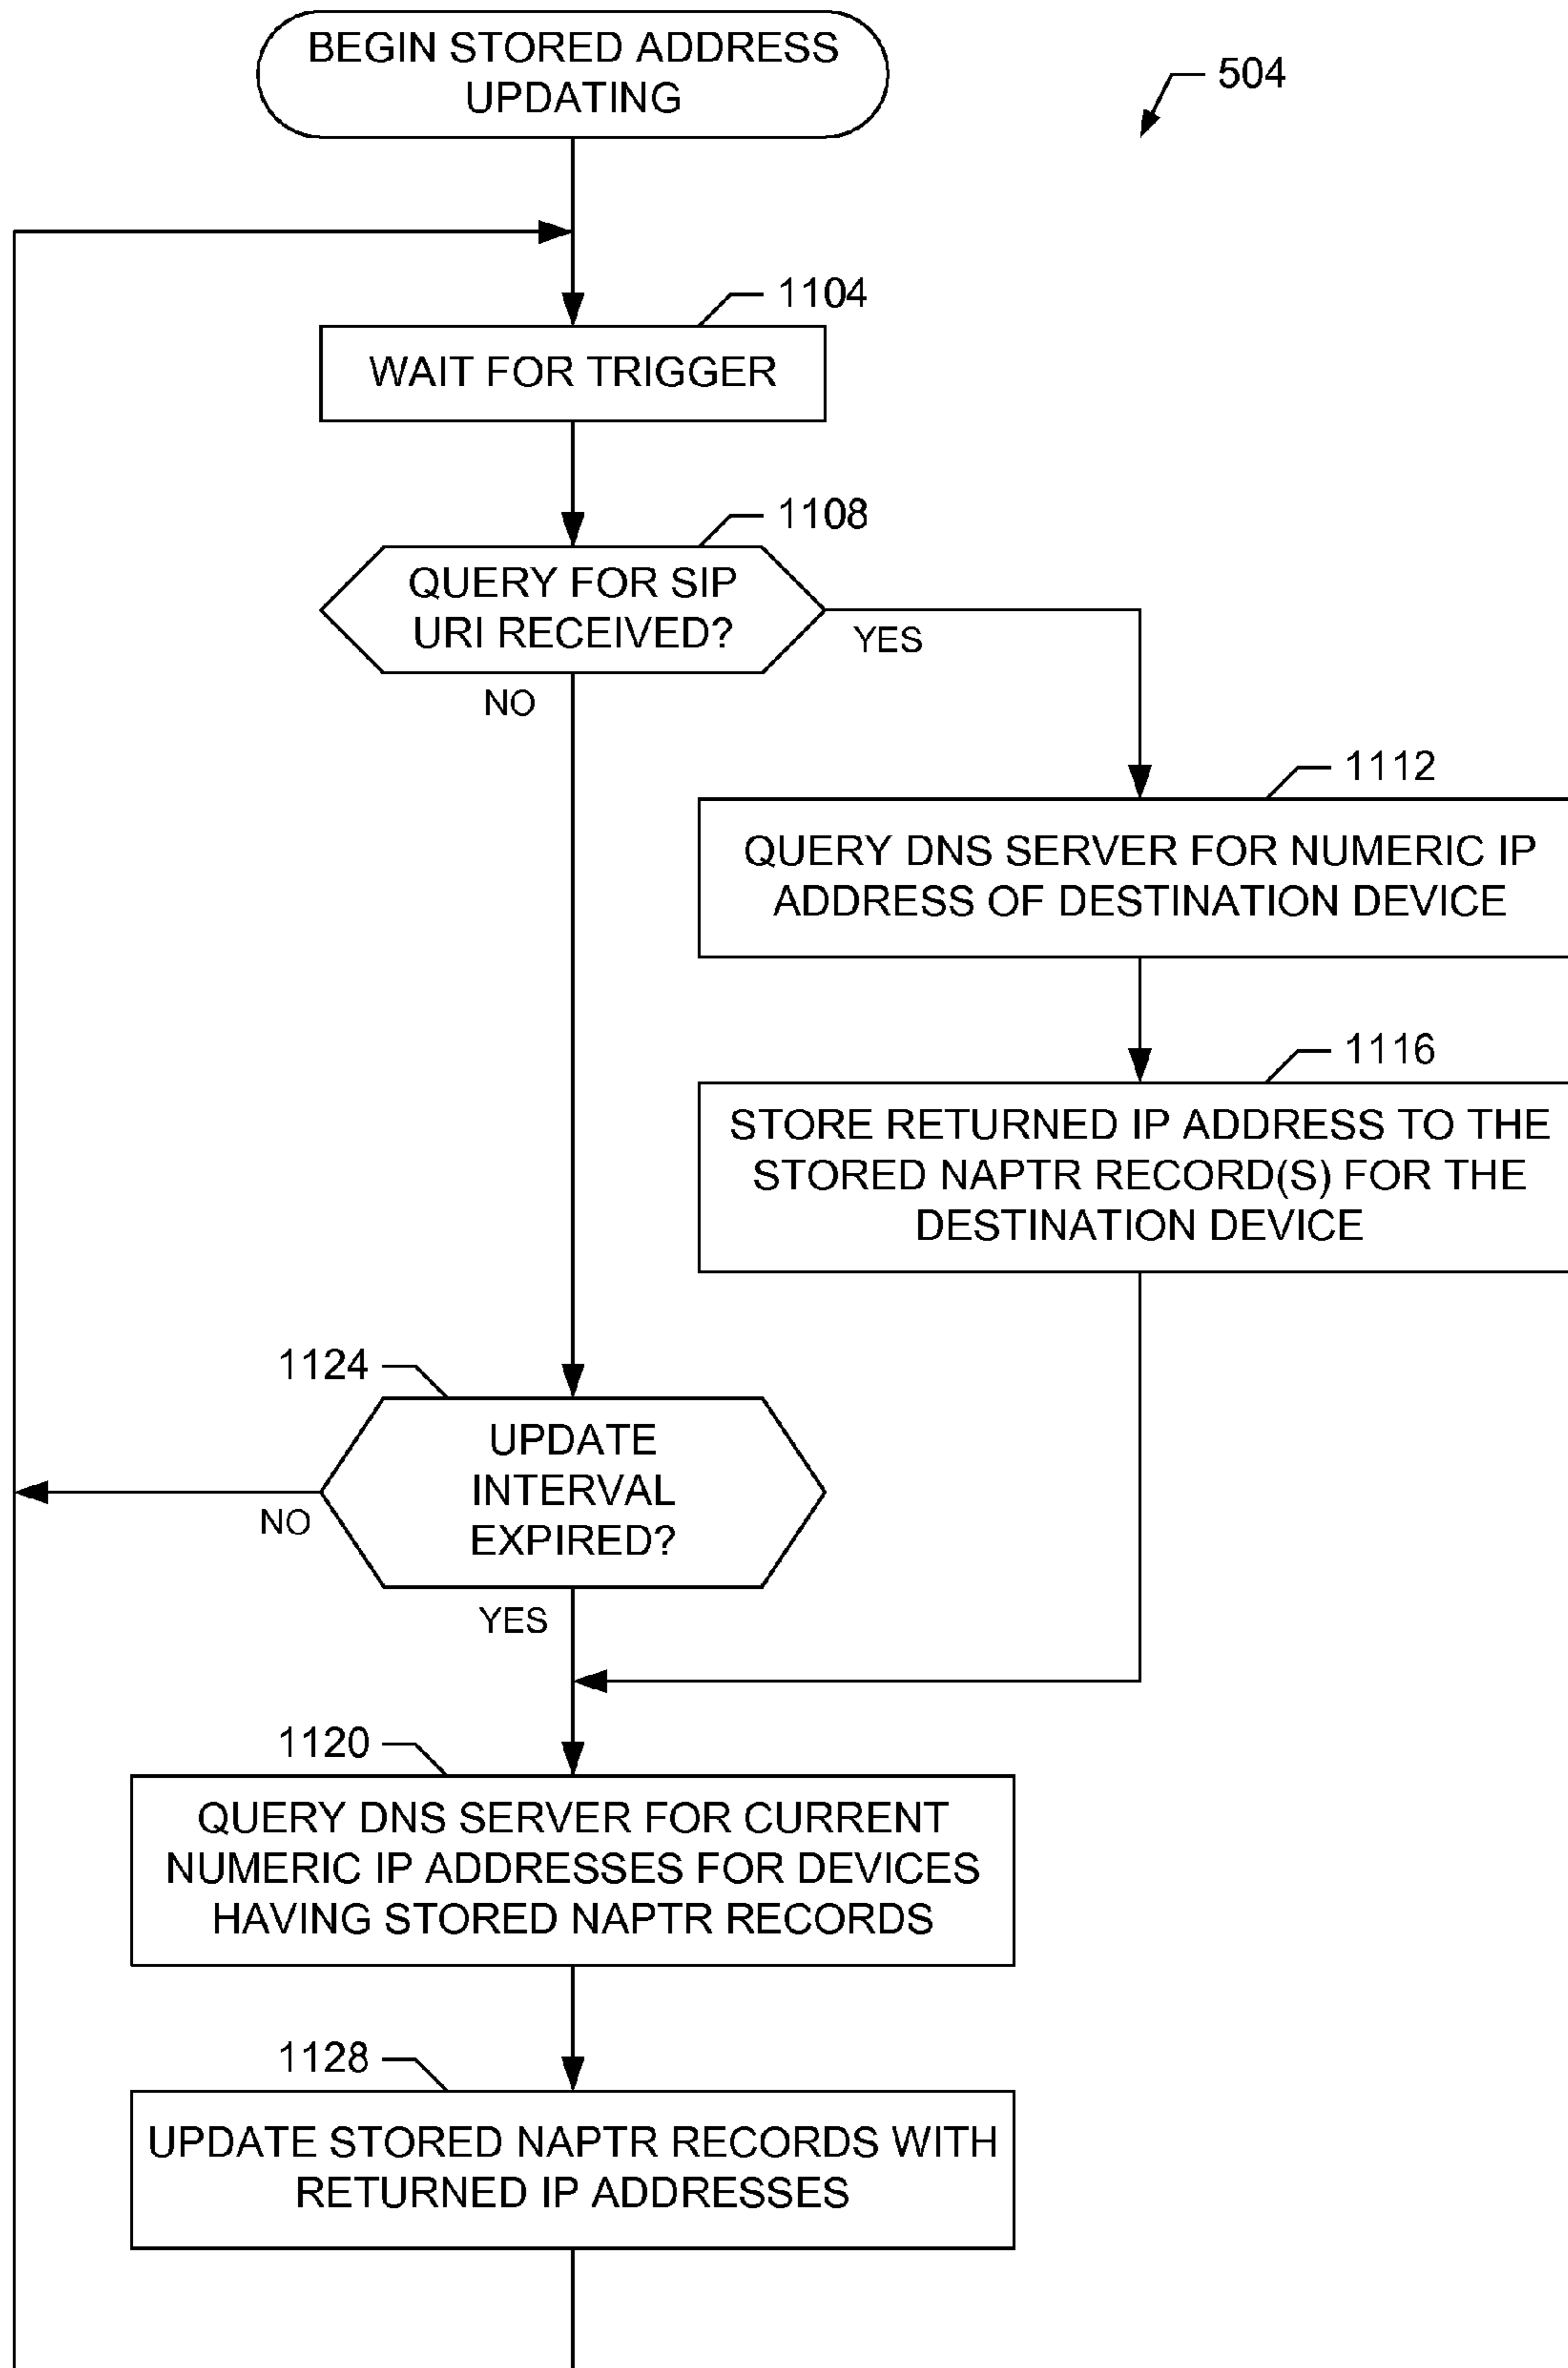 BEGIN STORED ADDRESS
UPDATING
504
1104
WAIT FOR TRIGGER
1108
QUERY FOR SIP
URI RECEIVED?
YES
NO
1112
QUERY DNS SERVER FOR NUMERIC IP
ADDRESS OF DESTINATION DEVICE
1116
STORE RETURNED IP ADDRESS TO THE
STORED NAPTR RECORD(S) FOR THE
DESTINATION DEVICE
1124
UPDATE
INTERVAL
EXPIRED?
NO
YES
1120
QUERY DNS SERVER FOR CURRENT
NUMERIC IP ADDRESSES FOR DEVICES
HAVING STORED NAPTR RECORDS
1128
UPDATE STORED NAPTR RECORDS WITH
RETURNED IP ADDRESSES